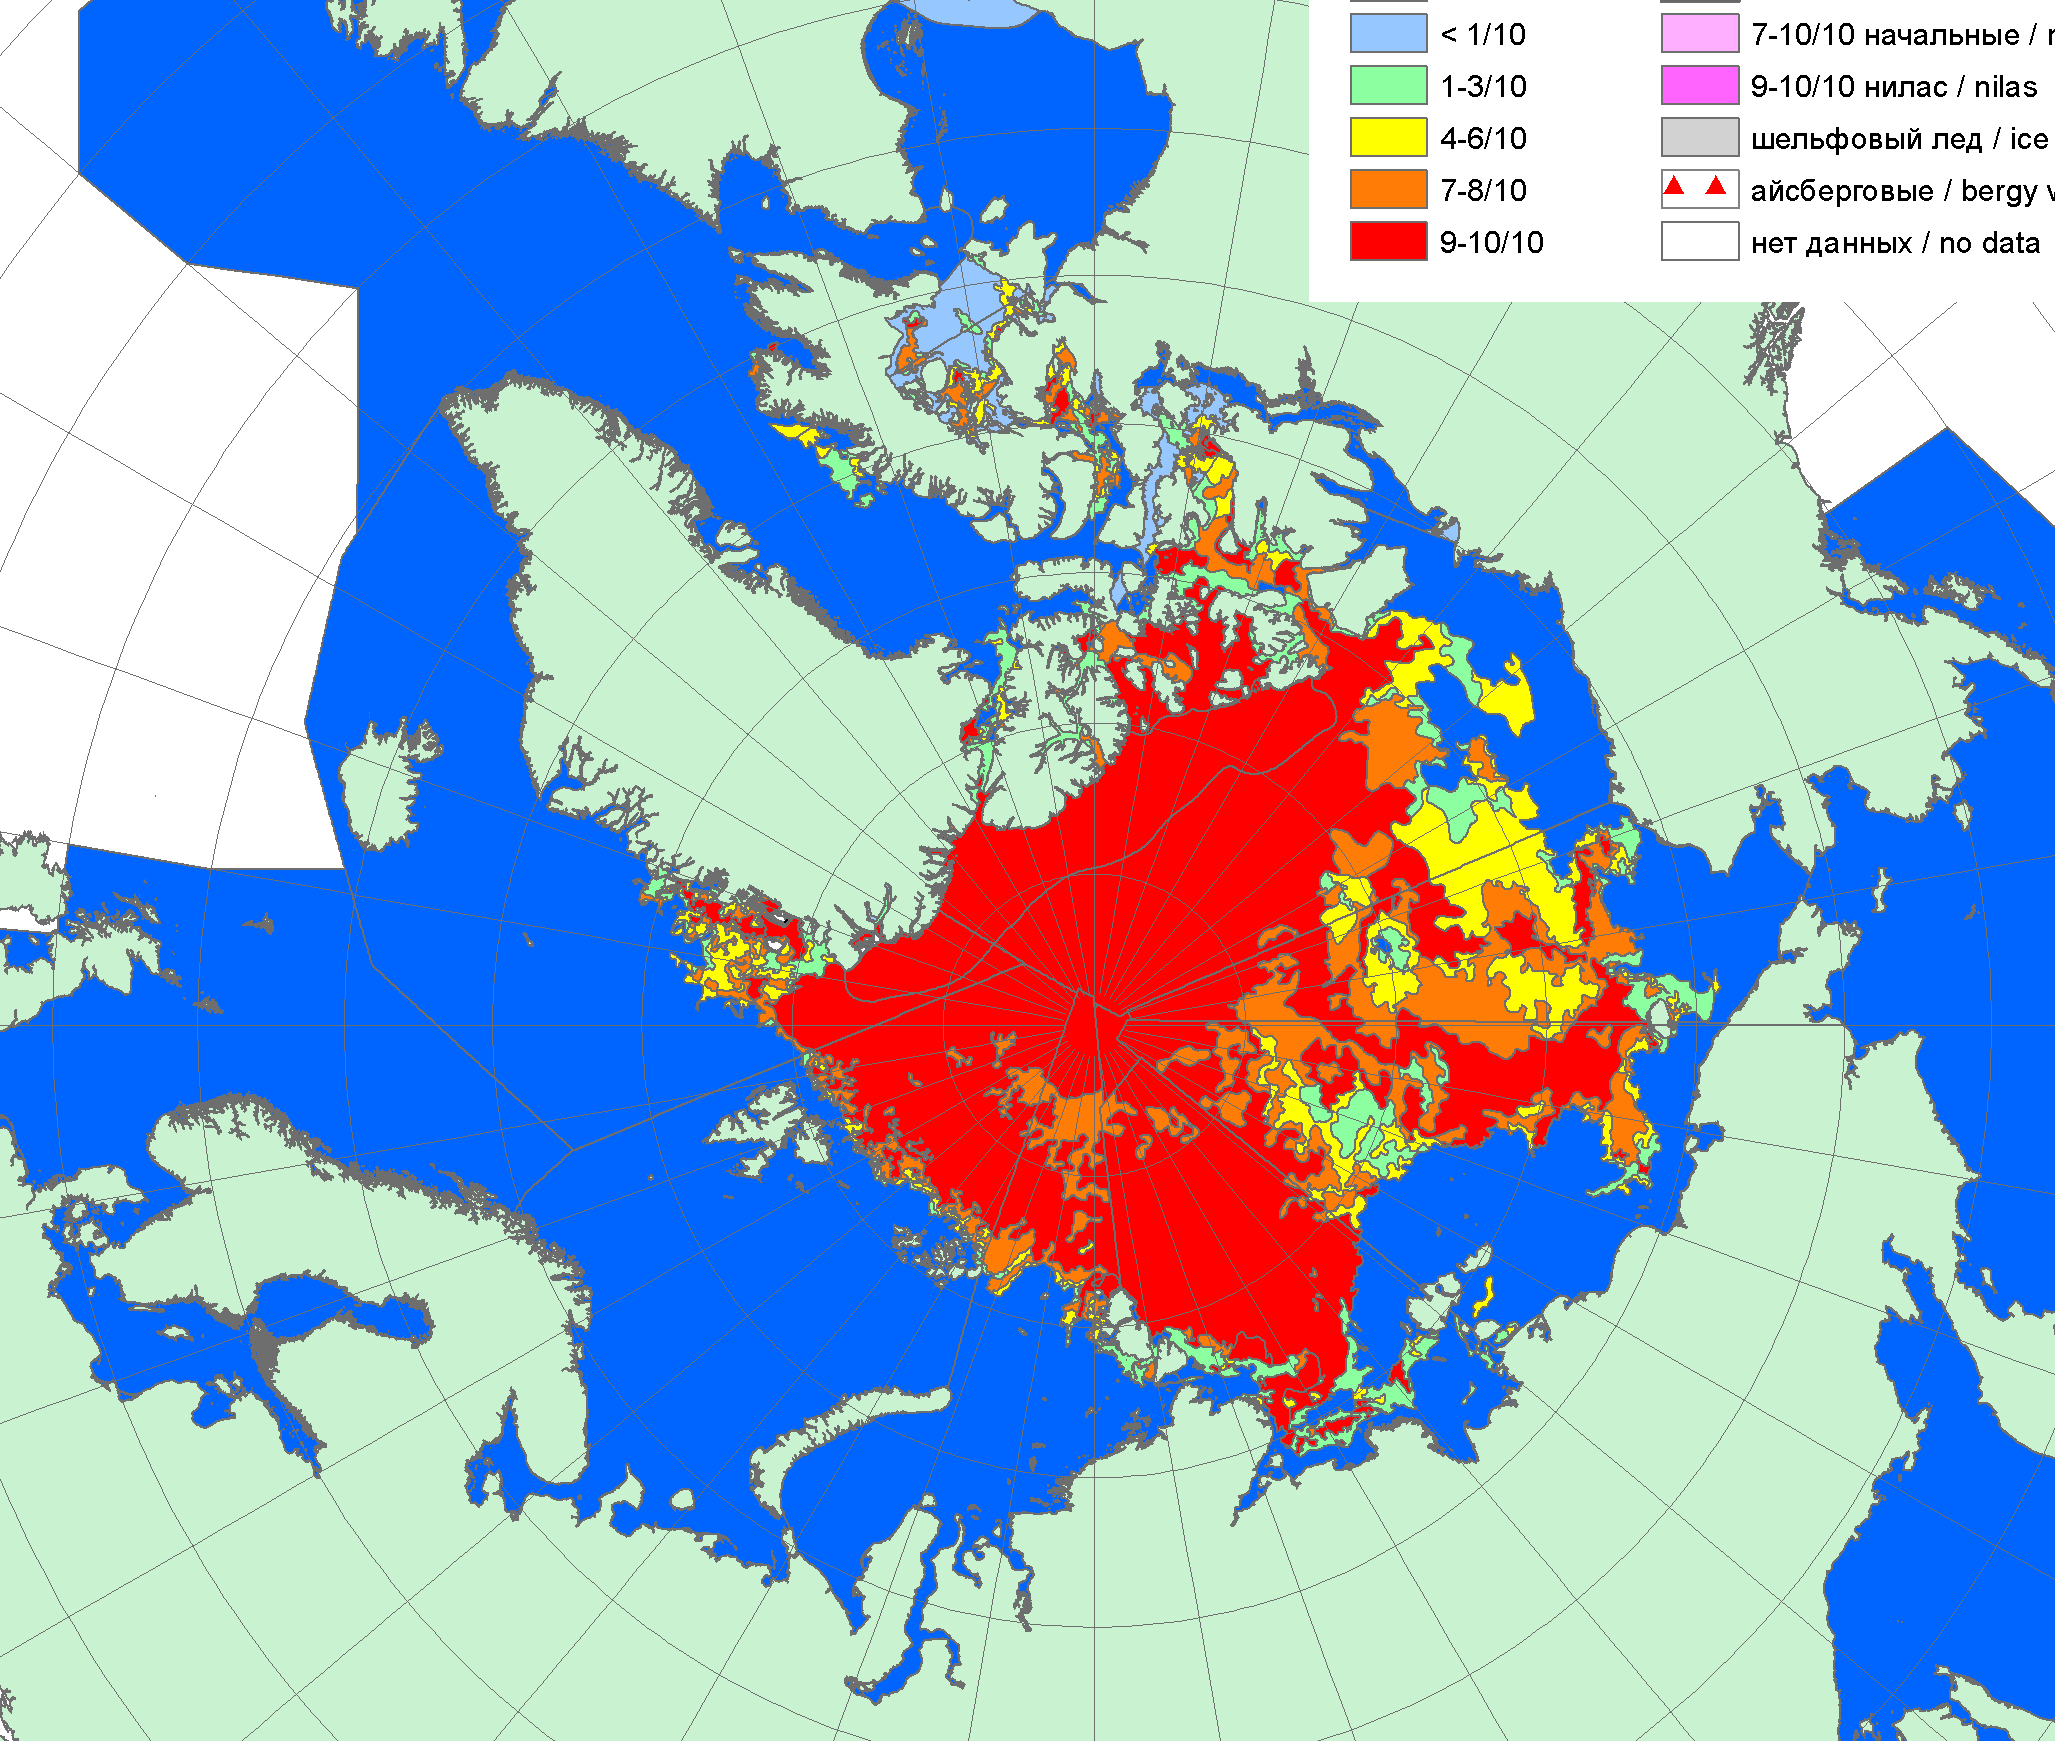 < 1/10
1-3/10
4-6/10
7-8/10
9-10/10
7-10/10 начальные /
9-10/10 нилас / nilas
шельфовый лед / ice
айсберговые / bergy
нет данных / no data